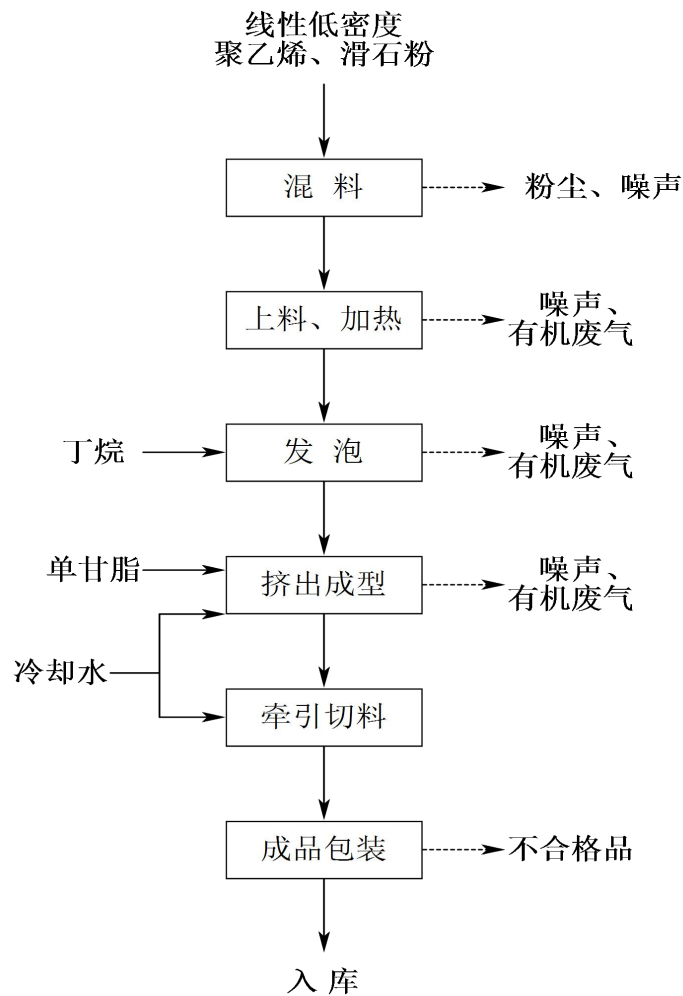 线性低密度
聚乙烯、滑石粉
混 料
粉尘、噪声
上料、加热
噪声、
有机废气
丁烷
发 泡
噪声、
有机废气
单甘脂
挤出成型
噪声、
有机废气
冷却水
牵引切料
成品包装
不合格品
入 库